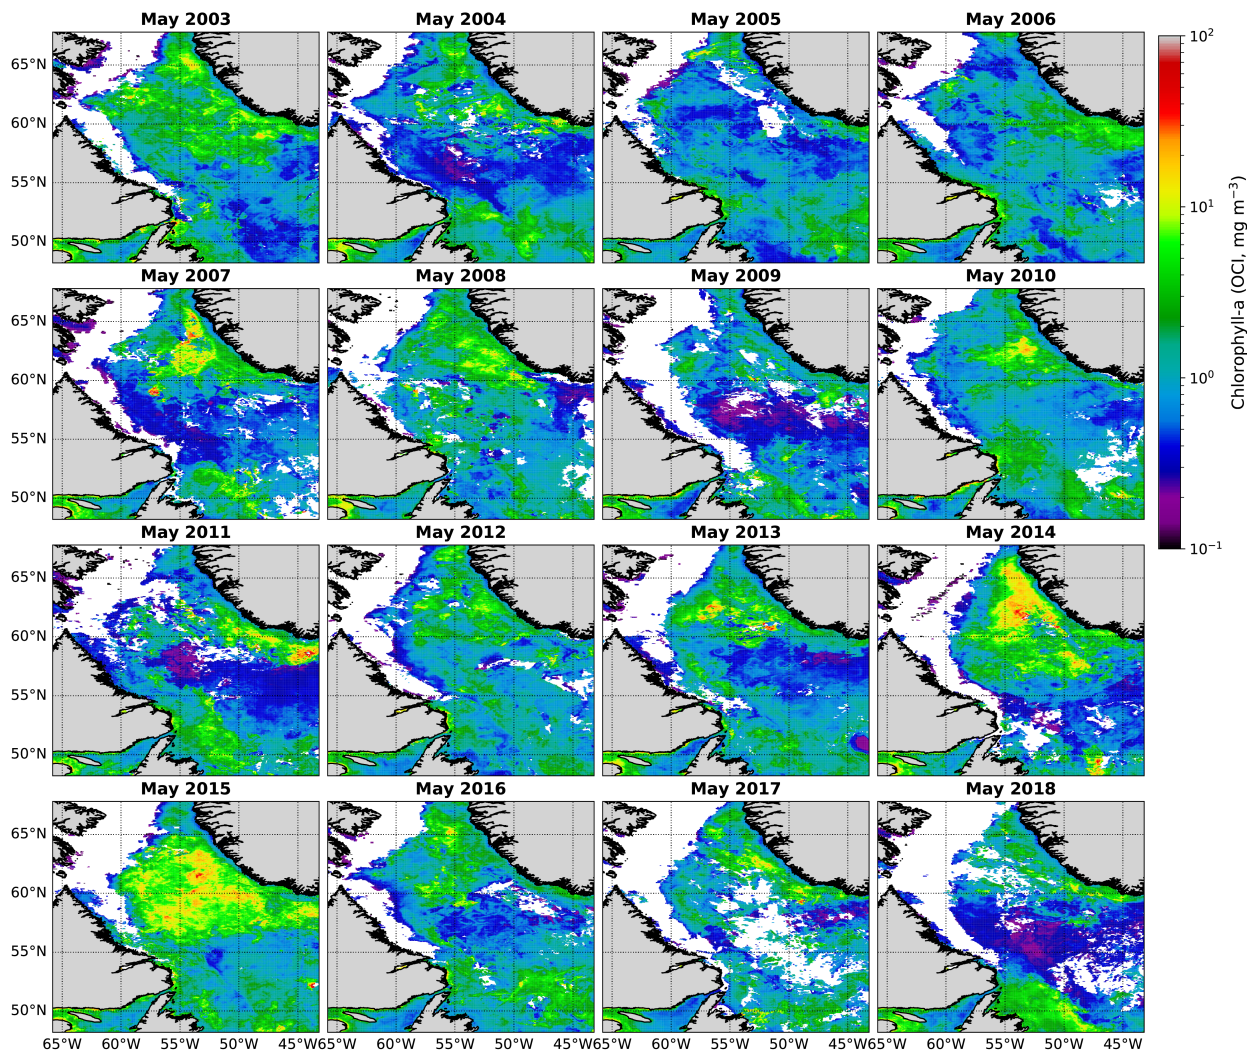 May 2003 May 2004 May 2005 May 2006
65°N
60°N
55°N
50°N
May 2007 May 2008 May 2009 May 2010
65°N
60°N
55°N
50°N
May 2011 May 2012 May 2013 May 2014
65°N
60°N
55°N
50°N
May 2015 May 2016 May 2017 May 2018
65°N
60°N
55°N
50°N
65°W 60°W 55°W 50°W 45°W 65°W 60°W 55°W 50°W 45°W 65°W 60°W 55°W 50°W 45°W 65°W 60°W 55°W 50°W 45°W
10²
10¹
10⁰
10⁻¹
Chlorophyll-a (OCI, mg m⁻³)